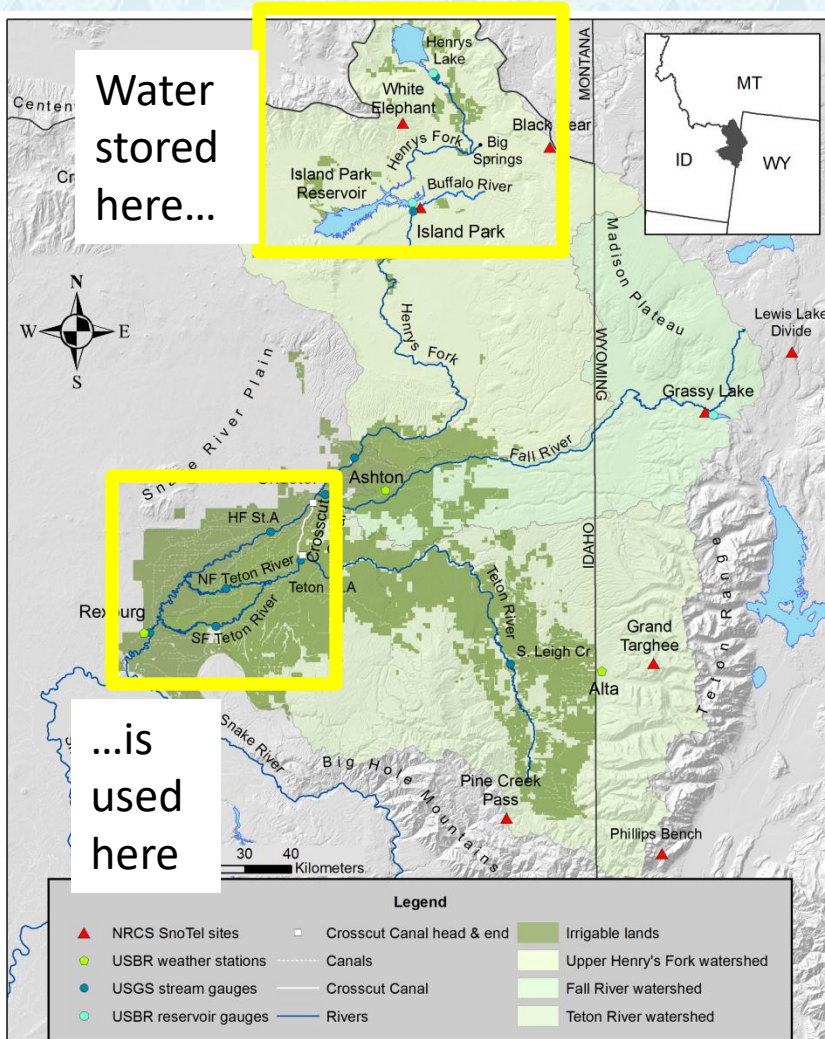 Water
stored
here…
Henrys
Lake
White
Elephant
Henrys Fork
Big
Springs
Island Park
Reservoir
Buffalo River
Island Park
MONTANA
MT
ID
WY
N
W
E
S
Madison Plateau
Lewis Lake
Divide
Henrys Fork
WYOMING
IDAHO
Grassy Lake
Fall River
Snake River Plain
Ashton
Crosscut
HF St.A
NF Teton River
Teton
Rexburg
SF Teton River
Teton River
S. Leigh Cr
Grand
Targhee
Alta
Teton Range
…is
used
here
Snake River
Big Hole Mountains
Pine Creek
Pass
Phillips Bench
30 40
Kilometers
Legend
NRCS SnoTel sites
USBR weather stations
USGS stream gauges
USBR reservoir gauges
Crosscut Canal head & end
Canals
Crosscut Canal
Rivers
Irrigable lands
Upper Henry's Fork watershed
Fall River watershed
Teton River watershed